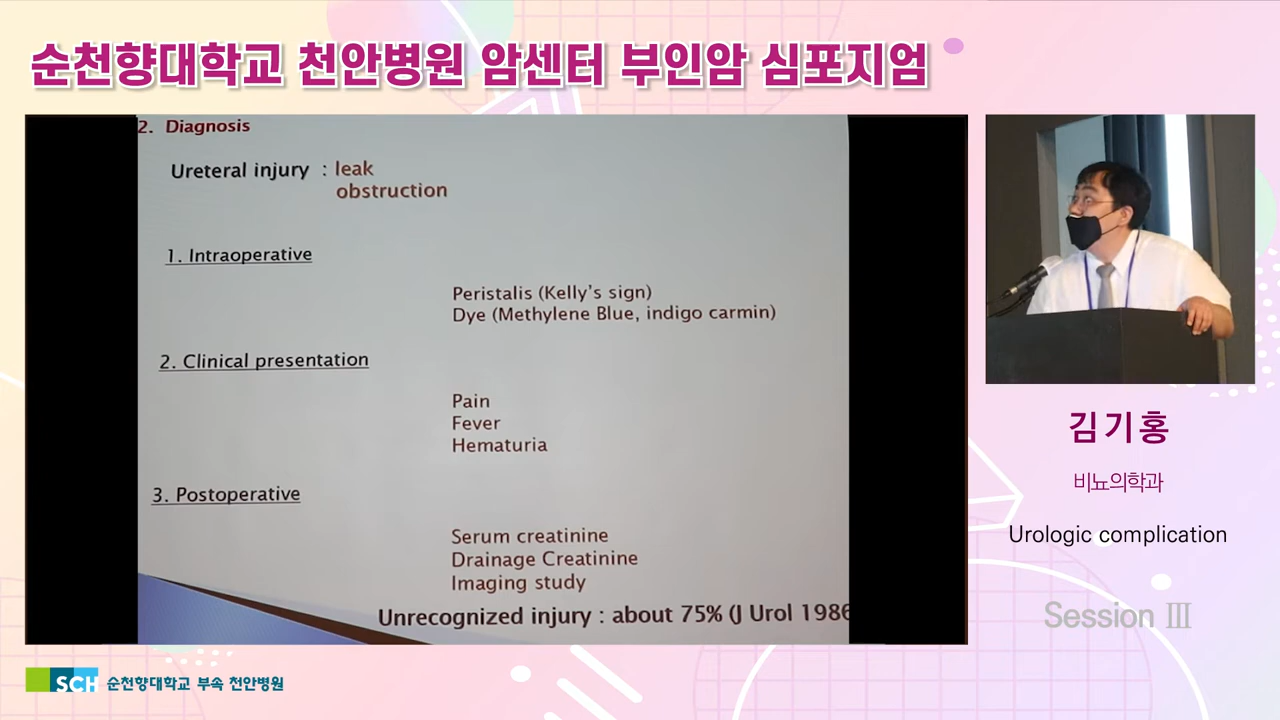 순천향대학교 천안병원 암센터 부인암 심포지엄
2. Diagnosis
Ureteral injury : leak
obstruction
1. Intraoperative
Peristalis (Kelly's sign)
Dye (Methylene Blue, indigo carmin)
2. Clinical presentation
Pain
Fever
Hematuria
3. Postoperative
Serum creatinine
Drainage Creatinine
Imaging study
Unrecognized injury : about 75% (J Urol 1986
김기홍
비뇨의학과
Urologic complication
Session Ⅲ
SCH 순천향대학교 부속 천안병원